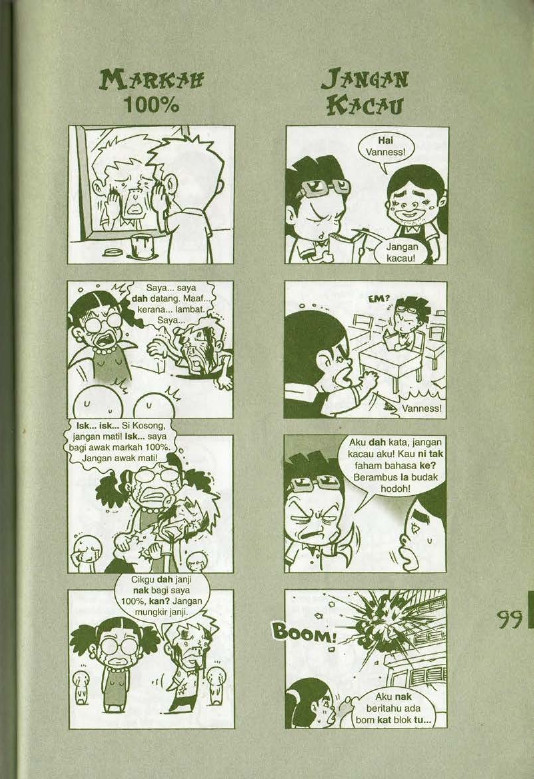 MARKAH
100%
Saya... saya
dah datang. Maaf...
kerana... lambat.
Saya...
Isk... isk... Si Kosong,
jangan mati! Isk... saya
bagi awak markah 100%.
Jangan awak mati!
Cikgu dah janji
nak bagi saya
100%, kan? Jangan
mungkir janji.
JANGAN
KACAU
Hai
Vanness!
Jangan
kacau!
EM?
Vanness!
Aku dah kata, jangan
kacau aku! Kau ni tak
faham bahasa ke?
Berambus la budak
hodoh!
BOOM!
Aku nak
beritahu ada
bom kat blok tu...
99